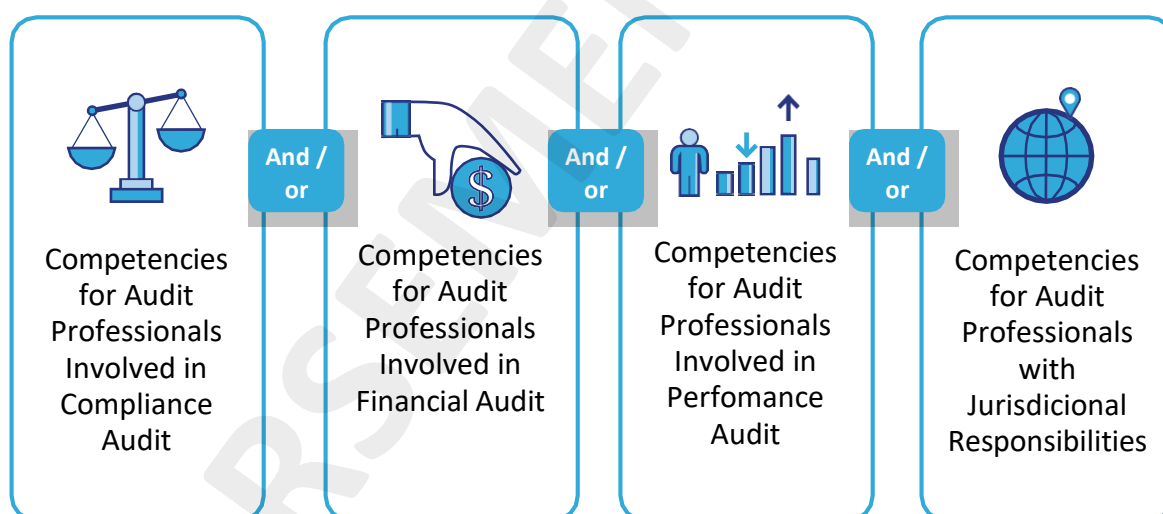 Competencies
for Audit
Professionals
Involved in
Compliance
Audit
And /
or
Competencies
for Audit
Professionals
Involved in
Financial Audit
And /
or
Competencies
for Audit
Professionals
Involved in
Perfomance
Audit
And /
or
Competencies
for Audit
Professionals
with
Jurisdicional
Responsibilities
$
RSEME